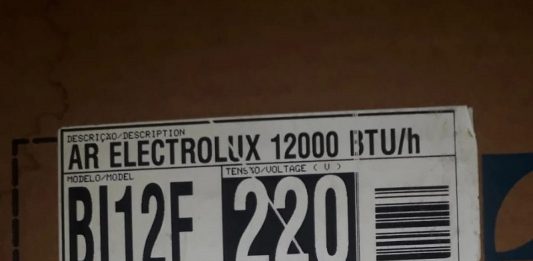 DESCRIÇÃO/DESCRIPTION
AR ELECTROLUX 12000 BTU/h
MODELO/MODEL
TENSÃO/VOLTAGE ( V )
BI12F
220